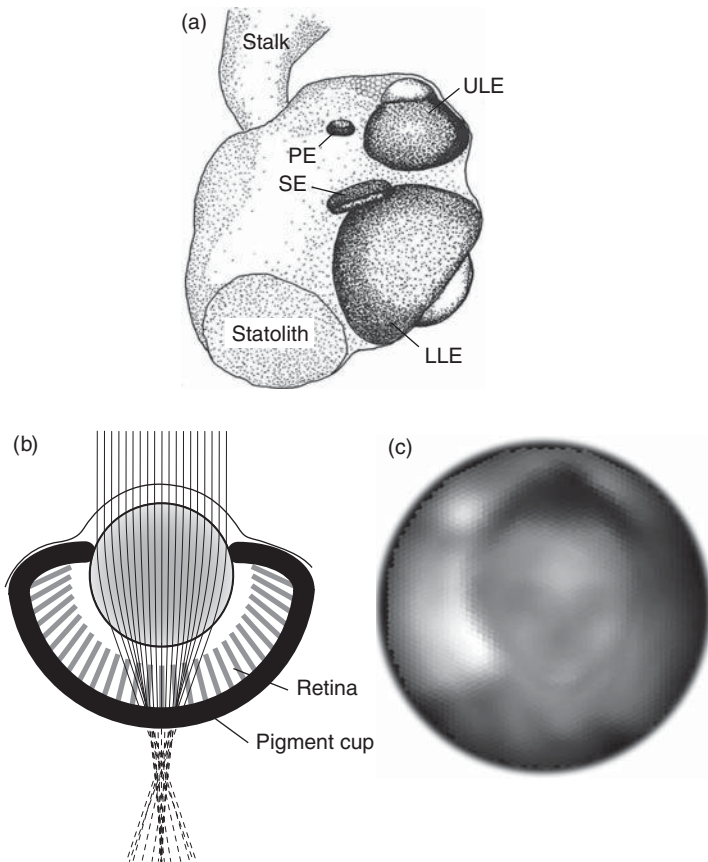 (a)
Stalk
ULE
PE
SE
Statolith
LLE
(b)
(c)
Retina
Pigment cup